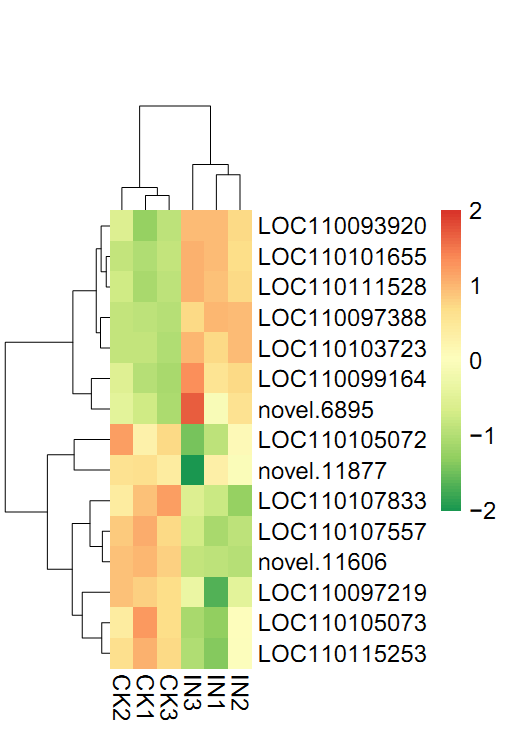 LOC110093920
LOC110101655
LOC110111528
LOC110097388
LOC110103723
LOC110099164
novel.6895
LOC110105072
novel.11877
LOC110107833
LOC110107557
novel.11606
LOC110097219
LOC110105073
LOC110115253
2
1
0
−1
−2
CK2
CK1
CK3
IN3
IN1
IN2